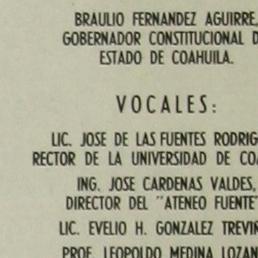 BRAULIO FERNANDEZ AGUIRRE,
GOBERNADOR CONSTITUCIONAL D
ESTADO DE COAHUILA.
VOCALES:
LIC. JOSE DE LAS FUENTES RODRIG
RECTOR DE LA UNIVERSIDAD DE CO
ING. JOSE CARDENAS VALDES,
DIRECTOR DEL "ATENEO FUENTE"
LIC. EVELIO H. GONZALEZ TREVIÑ
PROF. LEOPOLDO MEDINA LOZAN